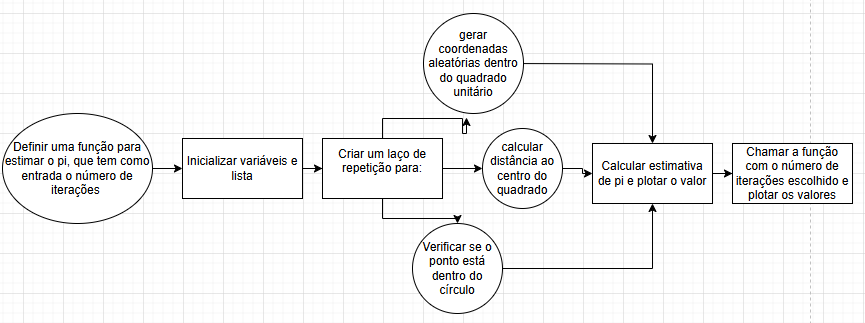 Definir uma função para
estimar o pi, que tem como
entrada o número de
iterações
Inicializar variáveis e
lista
Criar um laço de
repetição para:
gerar
coordenadas
aleatórias dentro
do quadrado
unitário
calcular
distância ao
centro do
quadrado
Verificar se o
ponto está
dentro do
círculo
Calcular estimativa
de pi e plotar o valor
Chamar a função
com o número de
iterações escolhido e
plotar os valores